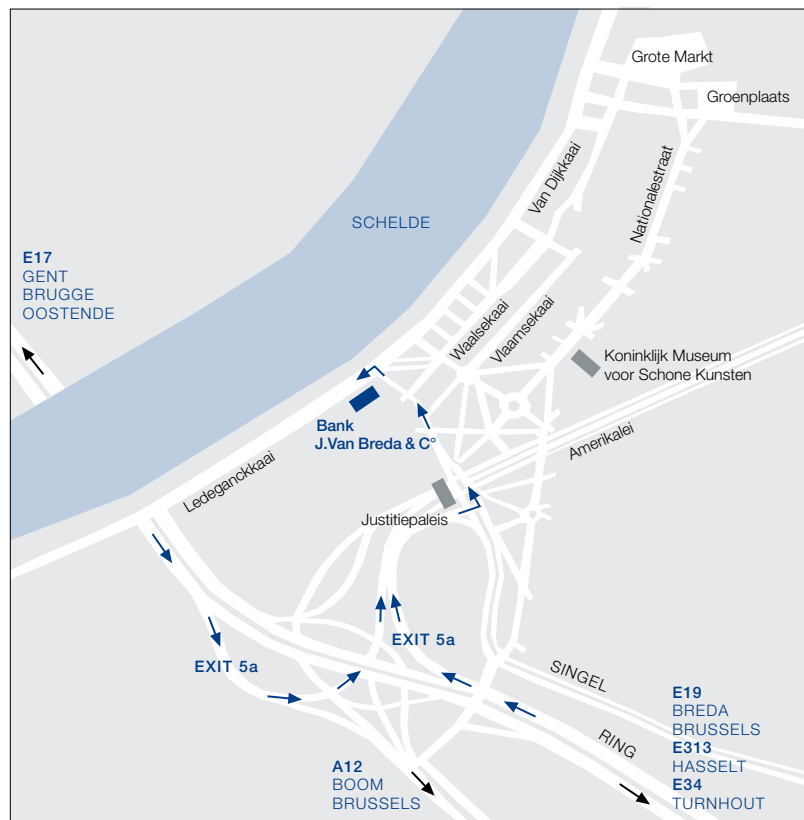 Grote Markt
Groenplaats
Van Dijkkaai
Nationalestraat
SCHELDE
E17
GENT
BRUGGE
OOSTENDE
Waalsekaai
Vlaamsekaai
Koninklijk Museum
voor Schone Kunsten
Bank
J.Van Breda & C°
Amerikalei
Ledeganckkaai
Justitiepaleis
EXIT 5a
EXIT 5a
SINGEL
RING
E19
BREDA
BRUSSELS
E313
HASSELT
E34
TURNHOUT
A12
BOOM
BRUSSELS